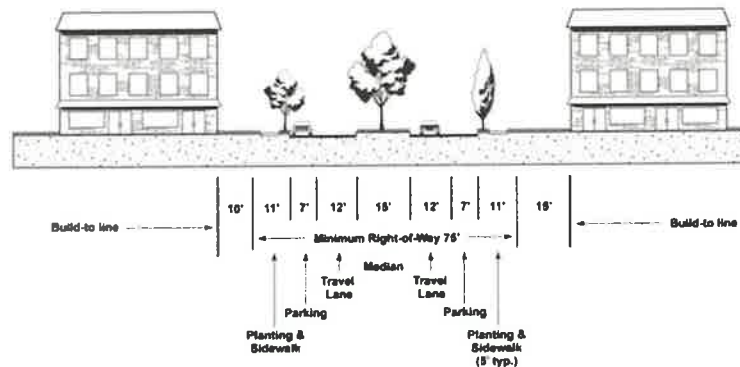 10' 11' 7' 12' 15' 12' 7' 11' 15'
Build-to line Build-to line
Minimum Right-of-Way 75'
Median
Travel Lane
Travel Lane
Parking
Parking
Planting & Sidewalk
Planting & Sidewalk (5' typ.)